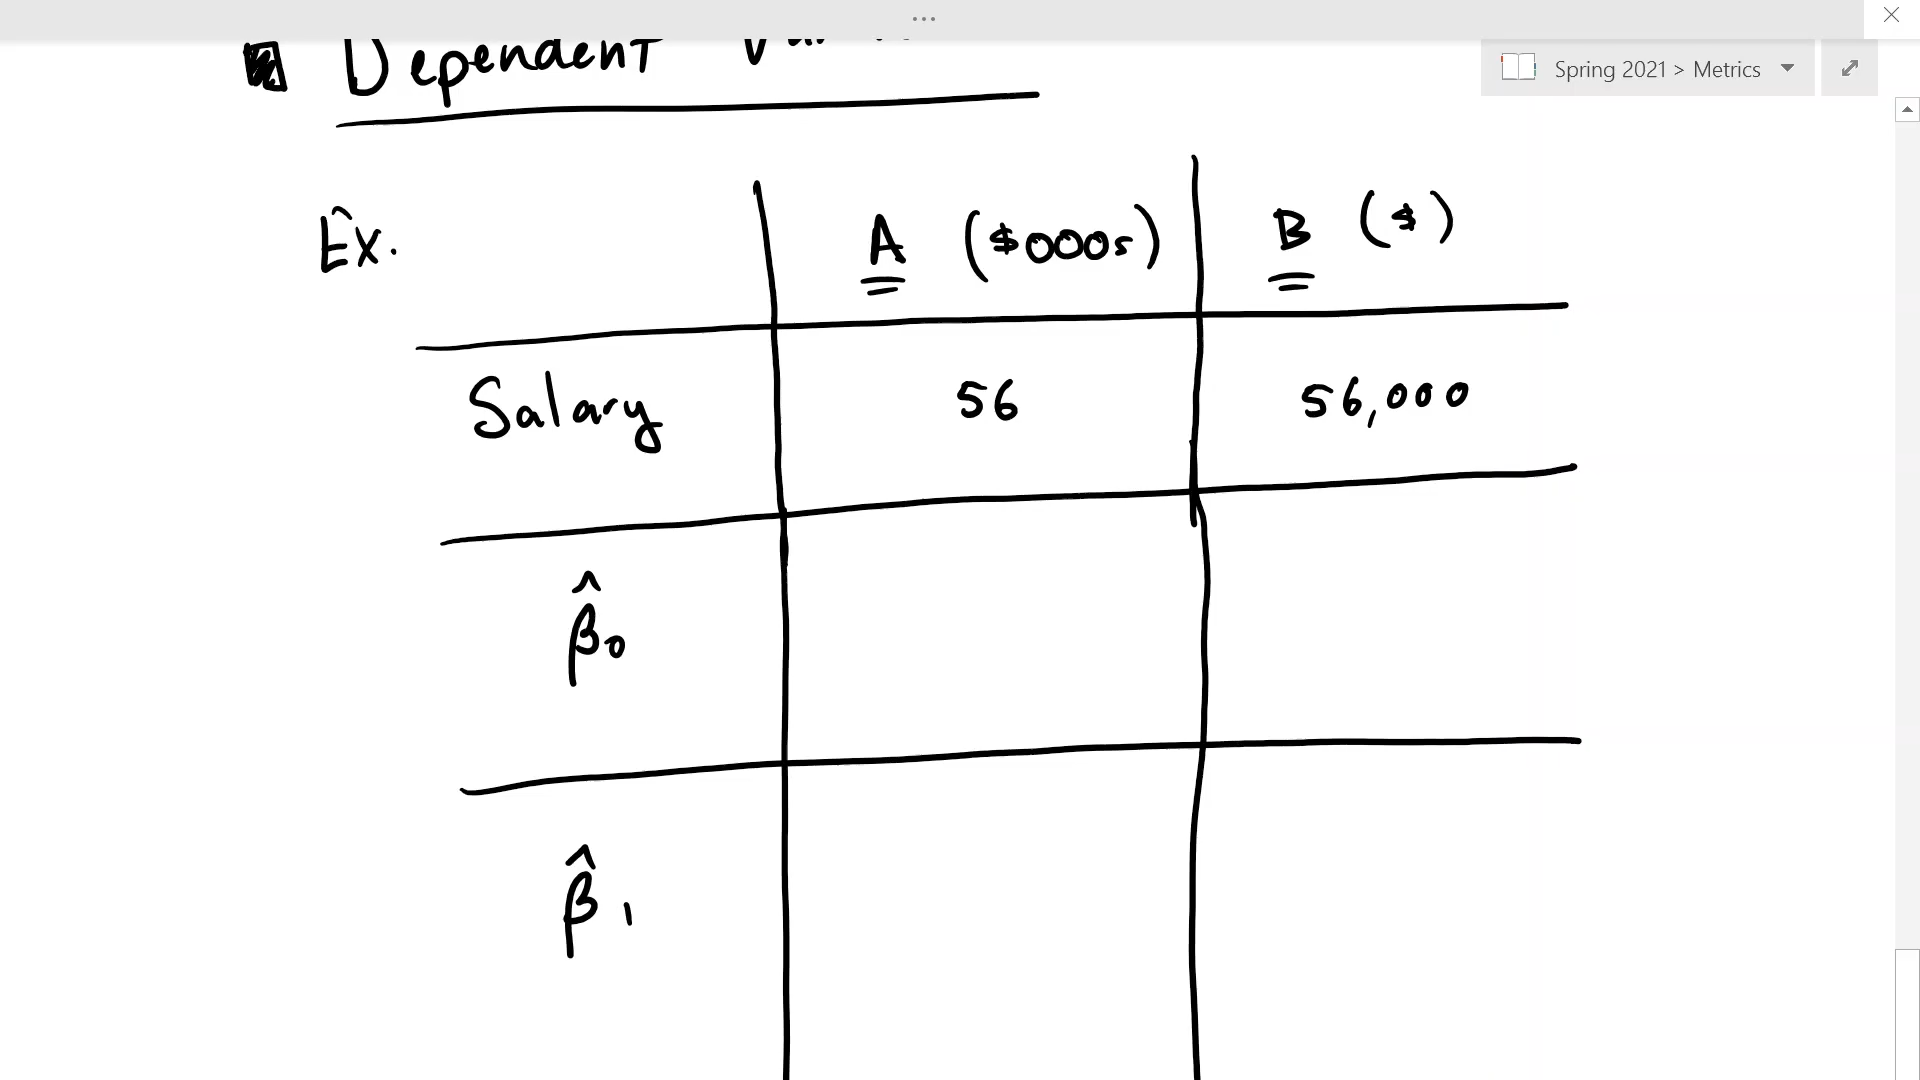 ...
Spring 2021 > Metrics
Dependent
Ex.
A ($000s)
B ($)
Salary
56
56,000
β̂₀
β̂₁